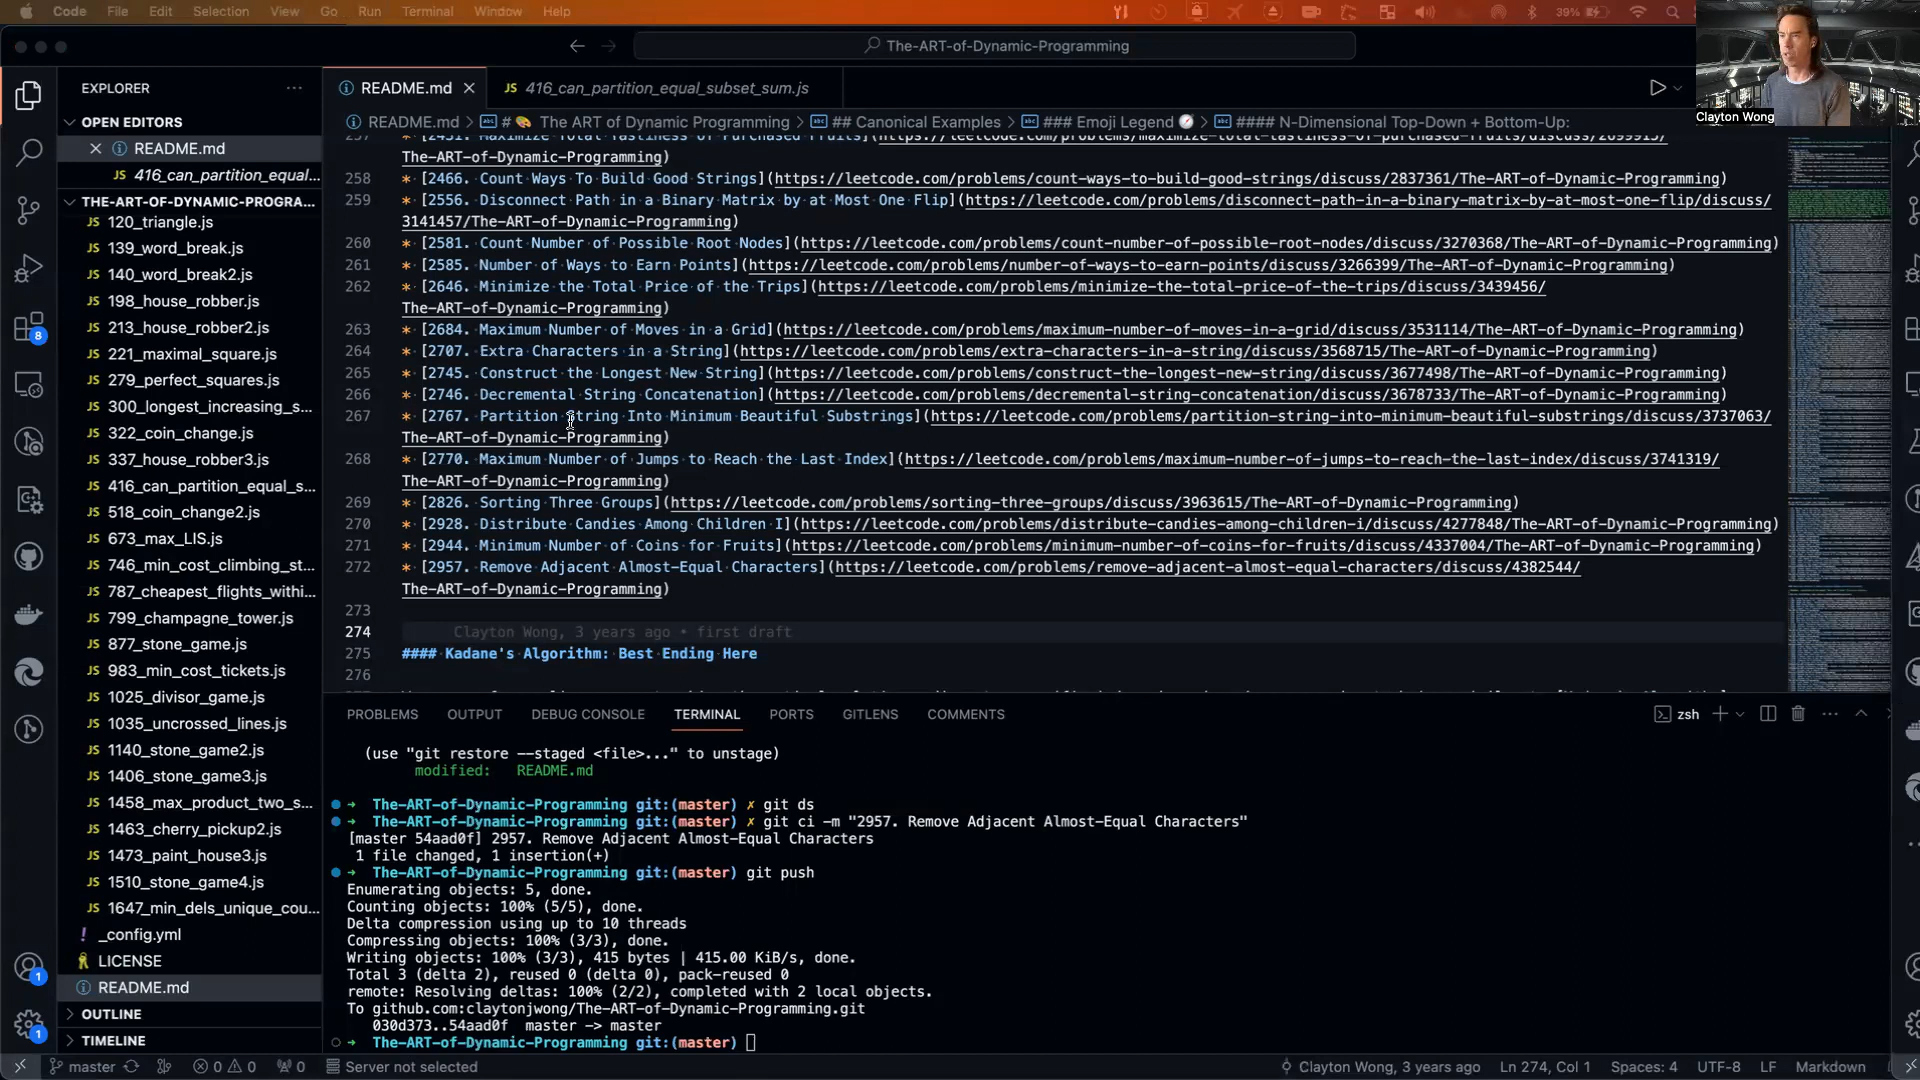 Code File Edit Selection View Go Run Terminal Window Help 39%
The-ART-of-Dynamic-Programming
Clayton Wong
EXPLORER
OPEN EDITORS
README.md
416_can_partition_equal...
THE-ART-OF-DYNAMIC-PROGRA...
120_triangle.js
139_word_break.js
140_word_break2.js
198_house_robber.js
213_house_robber2.js
221_maximal_square.js
279_perfect_squares.js
300_longest_increasing_s...
322_coin_change.js
337_house_robber3.js
416_can_partition_equal_s...
518_coin_change2.js
673_max_LIS.js
746_min_cost_climbing_st...
787_cheapest_flights_withi...
799_champagne_tower.js
877_stone_game.js
983_min_cost_tickets.js
1025_divisor_game.js
1035_uncrossed_lines.js
1140_stone_game2.js
1406_stone_game3.js
1458_max_product_two_s...
1463_cherry_pickup2.js
1473_paint_house3.js
1510_stone_game4.js
1647_min_dels_unique_cou...
_config.yml
LICENSE
README.md
OUTLINE
TIMELINE
README.md 416_can_partition_equal_subset_sum.js
README.md > # The ART of Dynamic Programming > ## Canonical Examples > ### Emoji Legend > #### N-Dimensional Top-Down + Bottom-Up:
The-ART-of-Dynamic-Programming)
258 * [2466. Count Ways To Build Good Strings](https://leetcode.com/problems/count-ways-to-build-good-strings/discuss/2837361/The-ART-of-Dynamic-Programming)
259 * [2556. Disconnect Path in a Binary Matrix by at Most One Flip](https://leetcode.com/problems/disconnect-path-in-a-binary-matrix-by-at-most-one-flip/discuss/
3141457/The-ART-of-Dynamic-Programming)
260 * [2581. Count Number of Possible Root Nodes](https://leetcode.com/problems/count-number-of-possible-root-nodes/discuss/3270368/The-ART-of-Dynamic-Programming)
261 * [2585. Number of Ways to Earn Points](https://leetcode.com/problems/number-of-ways-to-earn-points/discuss/3266399/The-ART-of-Dynamic-Programming)
262 * [2646. Minimize the Total Price of the Trips](https://leetcode.com/problems/minimize-the-total-price-of-the-trips/discuss/3439456/
The-ART-of-Dynamic-Programming)
263 * [2684. Maximum Number of Moves in a Grid](https://leetcode.com/problems/maximum-number-of-moves-in-a-grid/discuss/3531114/The-ART-of-Dynamic-Programming)
264 * [2707. Extra Characters in a String](https://leetcode.com/problems/extra-characters-in-a-string/discuss/3568715/The-ART-of-Dynamic-Programming)
265 * [2745. Construct the Longest New String](https://leetcode.com/problems/construct-the-longest-new-string/discuss/3677498/The-ART-of-Dynamic-Programming)
266 * [2746. Decremental String Concatenation](https://leetcode.com/problems/decremental-string-concatenation/discuss/3678733/The-ART-of-Dynamic-Programming)
267 * [2767. Partition String Into Minimum Beautiful Substrings](https://leetcode.com/problems/partition-string-into-minimum-beautiful-substrings/discuss/3737063/
The-ART-of-Dynamic-Programming)
268 * [2770. Maximum Number of Jumps to Reach the Last Index](https://leetcode.com/problems/maximum-number-of-jumps-to-reach-the-last-index/discuss/3741319/
The-ART-of-Dynamic-Programming)
269 * [2826. Sorting Three Groups](https://leetcode.com/problems/sorting-three-groups/discuss/3963615/The-ART-of-Dynamic-Programming)
270 * [2928. Distribute Candies Among Children I](https://leetcode.com/problems/distribute-candies-among-children-i/discuss/4277848/The-ART-of-Dynamic-Programming)
271 * [2944. Minimum Number of Coins for Fruits](https://leetcode.com/problems/minimum-number-of-coins-for-fruits/discuss/4337004/The-ART-of-Dynamic-Programming)
272 * [2957. Remove Adjacent Almost-Equal Characters](https://leetcode.com/problems/remove-adjacent-almost-equal-characters/discuss/4382544/
The-ART-of-Dynamic-Programming)
273
274 Clayton Wong, 3 years ago • first draft
275 #### Kadane's Algorithm: Best Ending Here
276
PROBLEMS OUTPUT DEBUG CONSOLE TERMINAL PORTS GITLENS COMMENTS zsh
(use "git restore --staged <file>..." to unstage)
modified: README.md
➜ The-ART-of-Dynamic-Programming git:(master) ✗ git ds
➜ The-ART-of-Dynamic-Programming git:(master) ✗ git ci -m "2957. Remove Adjacent Almost-Equal Characters"
[master 54aad0f] 2957. Remove Adjacent Almost-Equal Characters
1 file changed, 1 insertion(+)
➜ The-ART-of-Dynamic-Programming git:(master) git push
Enumerating objects: 5, done.
Counting objects: 100% (5/5), done.
Delta compression using up to 10 threads
Compressing objects: 100% (3/3), done.
Writing objects: 100% (3/3), 415 bytes | 415.00 KiB/s, done.
Total 3 (delta 2), reused 0 (delta 0), pack-reused 0
remote: Resolving deltas: 100% (2/2), completed with 2 local objects.
To github.com:claytonjwong/The-ART-of-Dynamic-Programming.git
030d373..54aad0f master -> master
➜ The-ART-of-Dynamic-Programming git:(master)
master 0 0 0 Server not selected Clayton Wong, 3 years ago Ln 274, Col 1 Spaces: 4 UTF-8 LF Markdown